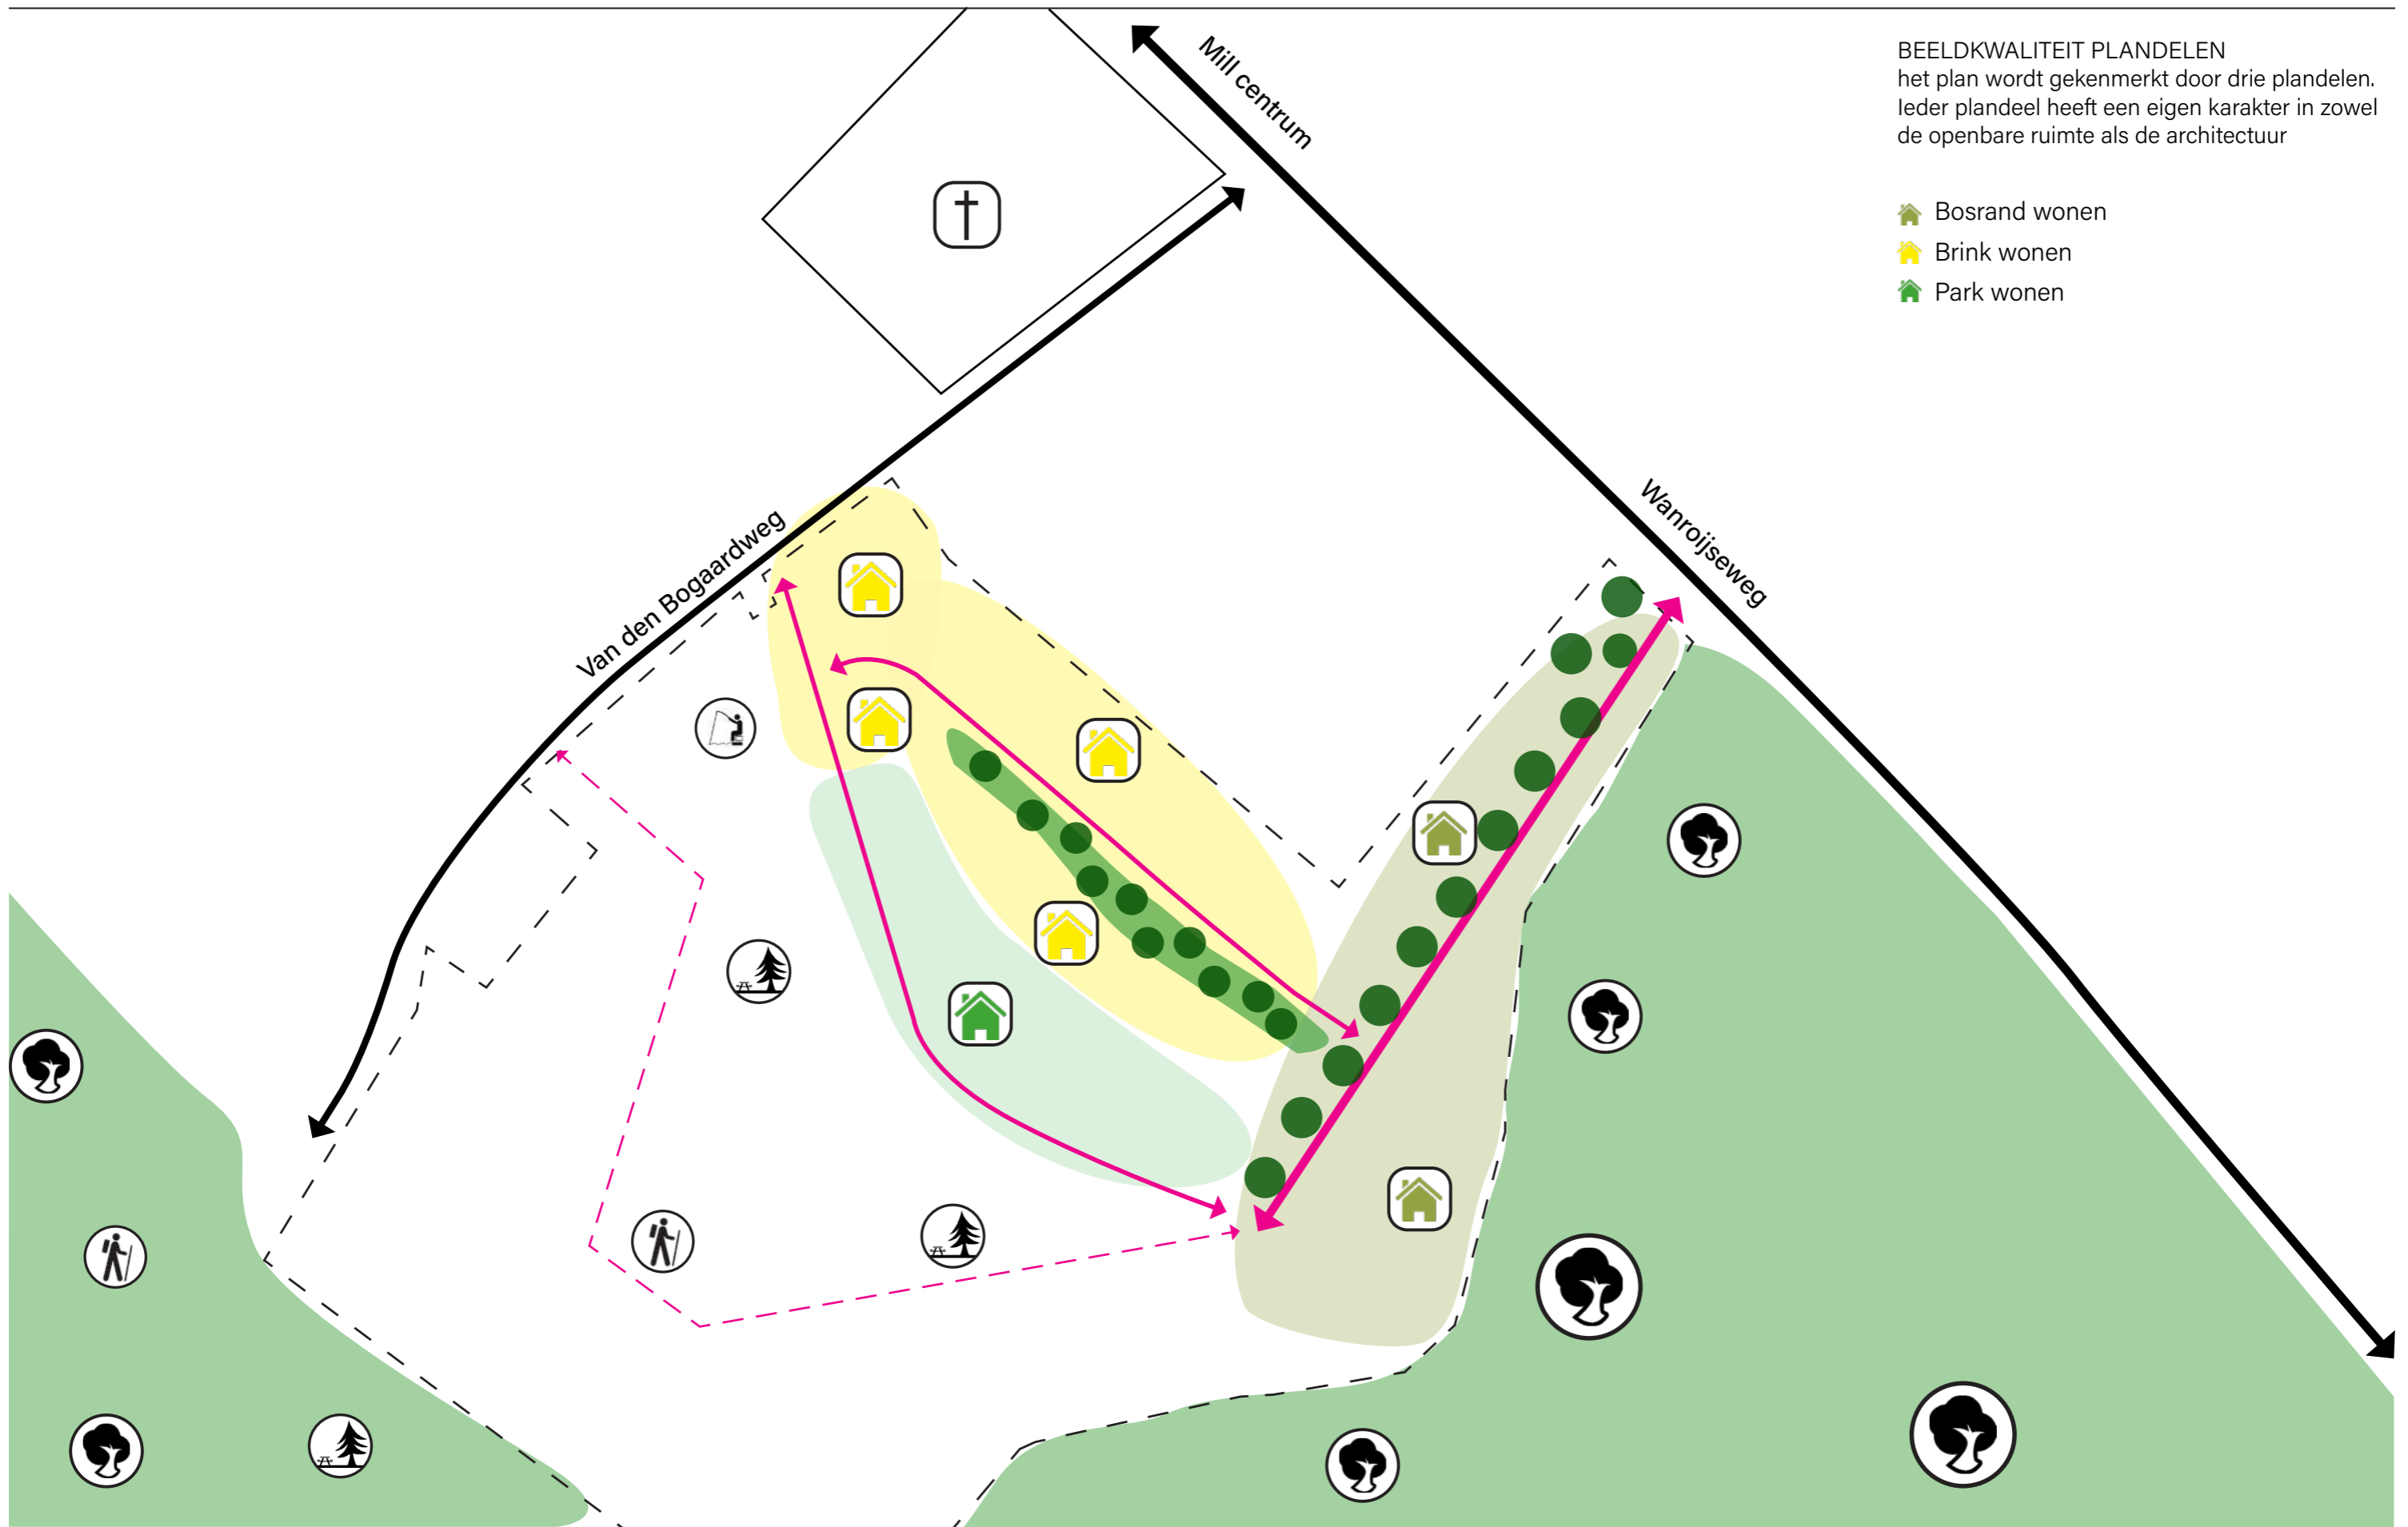 BEELDKWALITEIT PLANDELEN
het plan wordt gekenmerkt door drie plandelen.
Ieder plandeel heeft een eigen karakter in zowel
de openbare ruimte als de architectuur
Bosrand wonen
Brink wonen
Park wonen
Mill centrum
Wanroijseweg
Van den Bogaardweg